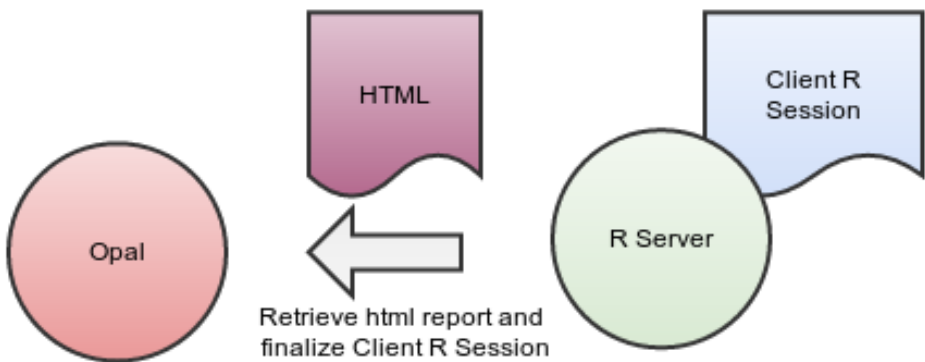 HTML
Client R
Session
Opal
R Server
Retrieve html report and
finalize Client R Session